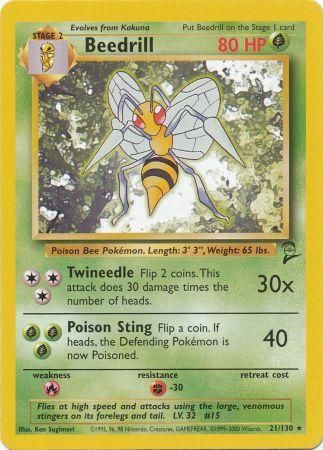 Evolves from Kakuna
Put Beedrill on the Stage 1 card
STAGE 2
Beedrill
80 HP
Poison Bee Pokémon. Length: 3' 3", Weight: 65 lbs.
Twineedle Flip 2 coins. This
attack does 30 damage times
the number of heads.
30x
Poison Sting Flip a coin. If
heads, the Defending Pokémon is
now Poisoned.
40
weakness
resistance
retreat cost
-30
Flies at high speed and attacks using the large, venomous
stingers on its forelegs and tail. LV. 32 #15
Illus. Ken Sugimori
©1995, 96, 98 Nintendo, Creatures, GAMEFREAK. ©1999-2000 Wizards.
21/130 ★
2